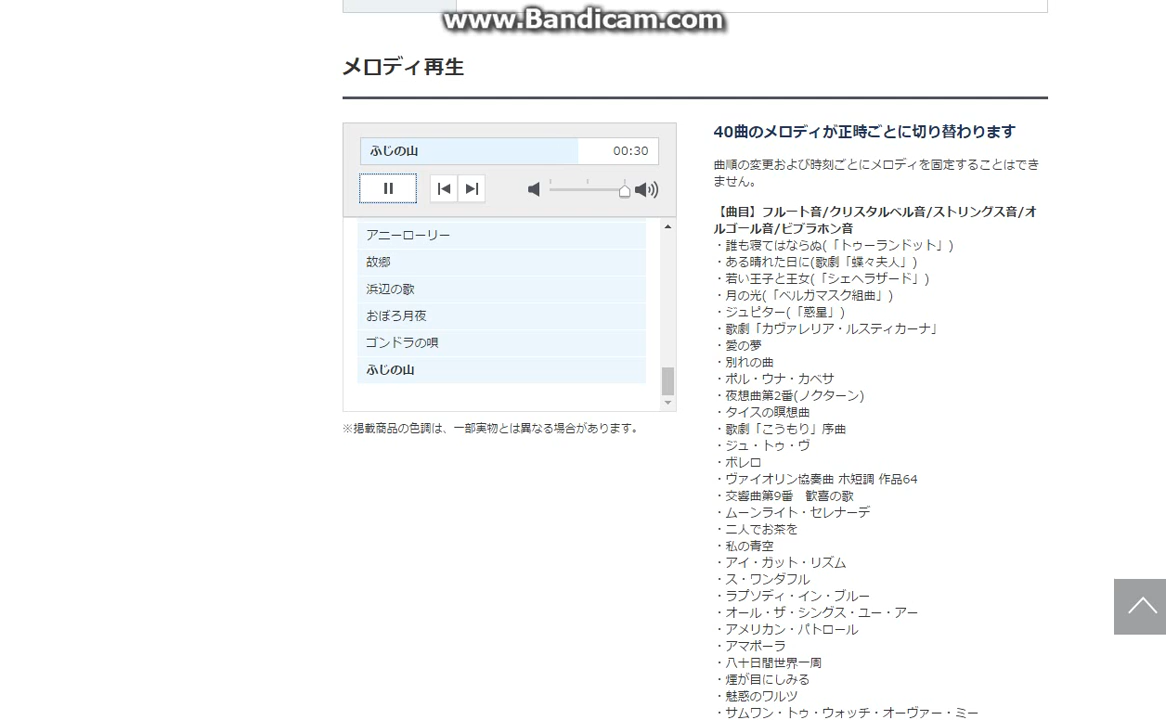 www.Bandicam.com
メロディ再生
ふじの山 00:30
アニーローリー
故郷
浜辺の歌
おぼろ月夜
ゴンドラの唄
ふじの山
※掲載商品の色調は、一部実物とは異なる場合があります。
40曲のメロディが正時ごとに切り替わります
曲順の変更および時刻ごとにメロディを固定することはでき
ません。
【曲目】フルート音/クリスタルベル音/ストリングス音/オ
ルゴール音/ビブラホン音
・誰も寝てはならぬ(「トゥーランドット」)
・ある晴れた日に(歌劇「蝶々夫人」)
・若い王子と王女(「シェヘラザード」)
・月の光(「ベルガマスク組曲」)
・ジュピター(「惑星」)
・歌劇「カヴァレリア・ルスティカーナ」
・愛の夢
・別れの曲
・ポル・ウナ・カベサ
・夜想曲第2番(ノクターン)
・タイスの瞑想曲
・歌劇「こうもり」序曲
・ジュ・トゥ・ヴ
・ボレロ
・ヴァイオリン協奏曲 ホ短調 作品64
・交響曲第9番　歓喜の歌
・ムーンライト・セレナーデ
・二人でお茶を
・私の青空
・アイ・ガット・リズム
・ス・ワンダフル
・ラプソディ・イン・ブルー
・オール・ザ・シングス・ユー・アー
・アメリカン・パトロール
・アマポーラ
・八十日間世界一周
・煙が目にしみる
・魅惑のワルツ
・サムワン・トゥ・ウォッチ・オーヴァー・ミー